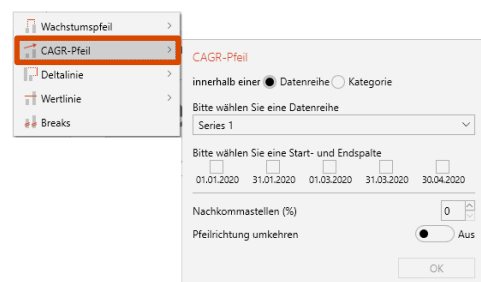 Wachstumspfeil
CAGR-Pfeil
Deltalinie
Wertlinie
Breaks
CAGR-Pfeil
innerhalb einer Datenreihe Kategorie
Bitte wählen Sie eine Datenreihe
Series 1
Bitte wählen Sie eine Start- und Endspalte
01.01.2020 31.01.2020 01.03.2020 31.03.2020 30.04.2020
Nachkommastellen (%) 0
Pfeilrichtung umkehren Aus
OK